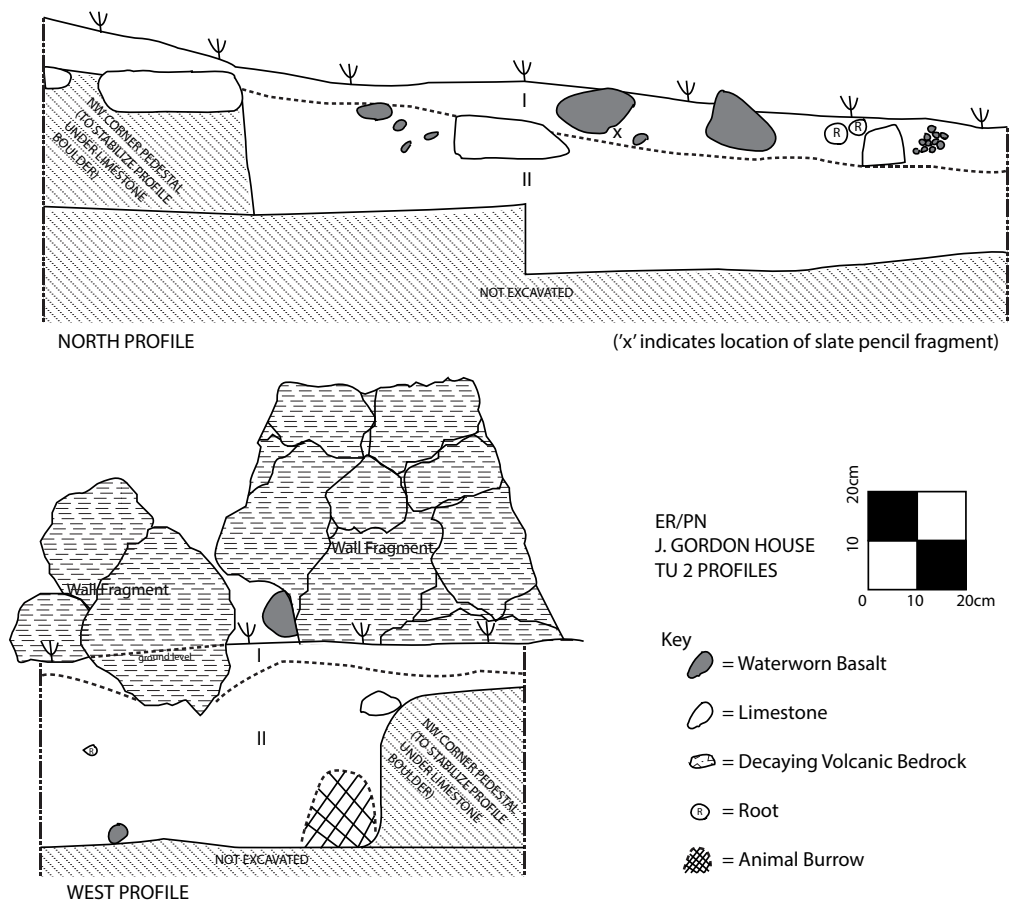 NW CORNER PEDESTAL
(TO STABILIZE PROFILE
UNDER LIMESTONE
BOULDER)
I
x
R
R
II
NOT EXCAVATED
NORTH PROFILE
('x' indicates location of slate pencil fragment)
Wall Fragment
Wall Fragment
ground level
I
II
R
NW CORNER PEDESTAL
(TO STABILIZE PROFILE
UNDER LIMESTONE
BOULDER)
NOT EXCAVATED
WEST PROFILE
ER/PN
J. GORDON HOUSE
TU 2 PROFILES
20cm
10
0 10 20cm
Key
= Waterworn Basalt
= Limestone
= Decaying Volcanic Bedrock
R = Root
= Animal Burrow